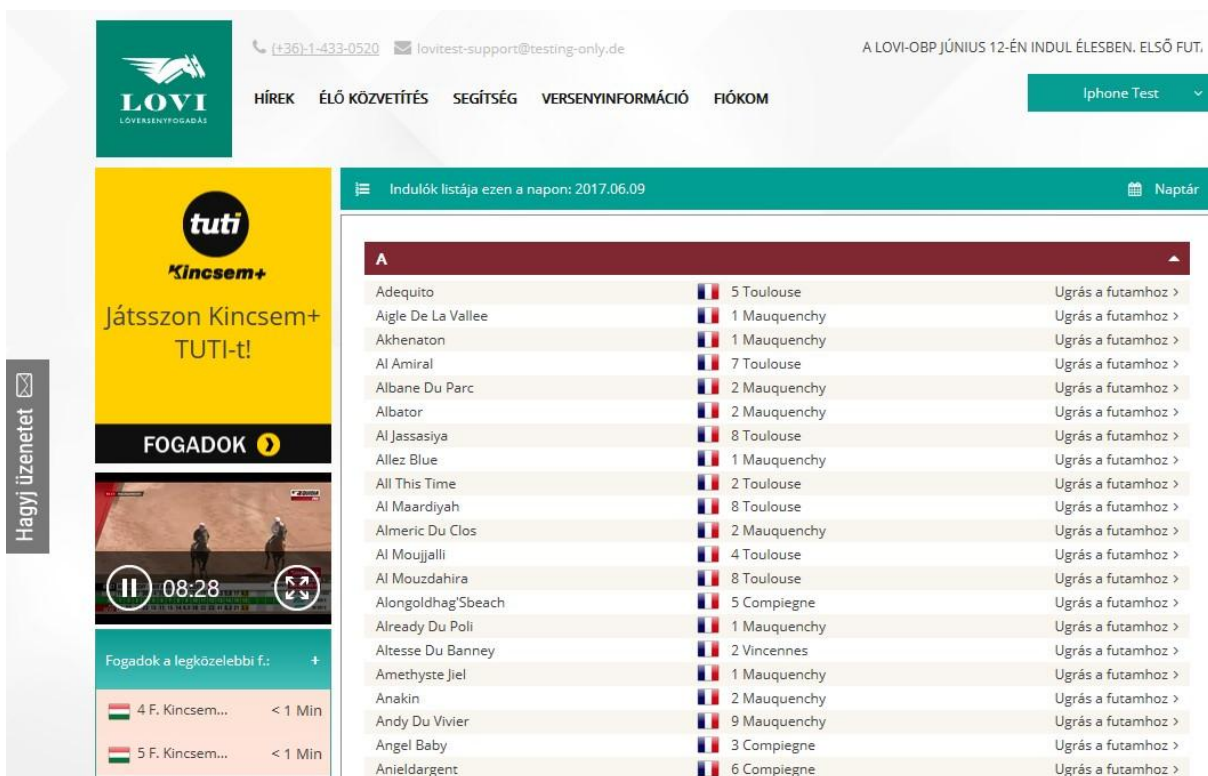 (+36)-1-433-0520 lovitest-support@testing-only.de
A LOVI-OBP JÚNIUS 12-ÉN INDUL ÉLESBEN. ELSŐ FUT
LOVI
LÓVERSENYFOGADÁS
HÍREK ÉLŐ KÖZVETÍTÉS SEGÍTSÉG VERSENYINFORMÁCIÓ FIÓKOM
Iphone Test
tuti
Kincsem+
Játsszon Kincsem+
TUTI-t!
FOGADOK
Hagyj üzenetet
08:28
Fogadok a legközelebbi f.: +
4 F. Kincsem... < 1 Min
5 F. Kincsem... < 1 Min
Indulók listája ezen a napon: 2017.06.09 Naptár
A
Adequito 5 Toulouse Ugrás a futamhoz >
Aigle De La Vallee 1 Mauquenchy Ugrás a futamhoz >
Akhenaton 1 Mauquenchy Ugrás a futamhoz >
Al Amiral 7 Toulouse Ugrás a futamhoz >
Albane Du Parc 2 Mauquenchy Ugrás a futamhoz >
Albator 2 Mauquenchy Ugrás a futamhoz >
Al Jassasiya 8 Toulouse Ugrás a futamhoz >
Allez Blue 1 Mauquenchy Ugrás a futamhoz >
All This Time 2 Toulouse Ugrás a futamhoz >
Al Maardiyah 8 Toulouse Ugrás a futamhoz >
Almeric Du Clos 2 Mauquenchy Ugrás a futamhoz >
Al Moujjalli 4 Toulouse Ugrás a futamhoz >
Al Mouzdahira 8 Toulouse Ugrás a futamhoz >
Alongoldhag'Sbeach 5 Compiegne Ugrás a futamhoz >
Already Du Poli 1 Mauquenchy Ugrás a futamhoz >
Altesse Du Banney 2 Vincennes Ugrás a futamhoz >
Amethyste Jiel 1 Mauquenchy Ugrás a futamhoz >
Anakin 2 Mauquenchy Ugrás a futamhoz >
Andy Du Vivier 9 Mauquenchy Ugrás a futamhoz >
Angel Baby 3 Compiegne Ugrás a futamhoz >
Anieldargent 6 Compiegne Ugrás a futamhoz >